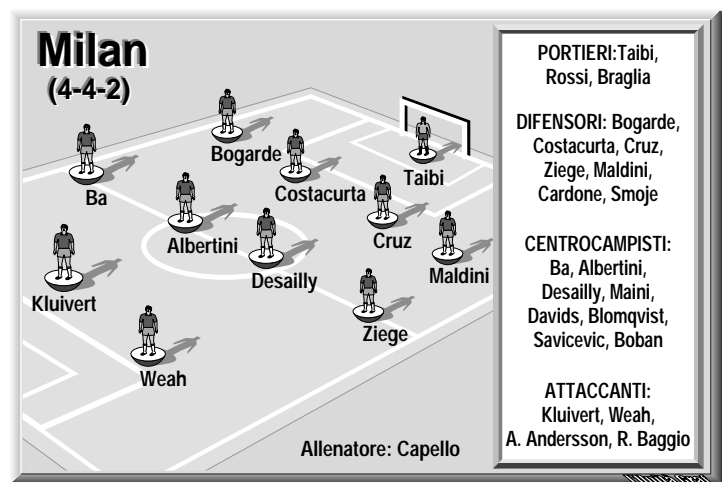 Milan
(4-4-2)
Bogarde
Taibi
Costacurta
Ba
Albertini
Cruz
Maldini
Desailly
Kluivert
Ziege
Weah
Allenatore: Capello
PORTIERI:Taibi,
Rossi, Braglia
DIFENSORI: Bogarde,
Costacurta, Cruz,
Ziege, Maldini,
Cardone, Smoje
CENTROCAMPISTI:
Ba, Albertini,
Desailly, Maini,
Davids, Blomqvist,
Savicevic, Boban
ATTACCANTI:
Kluivert, Weah,
A. Andersson, R. Baggio